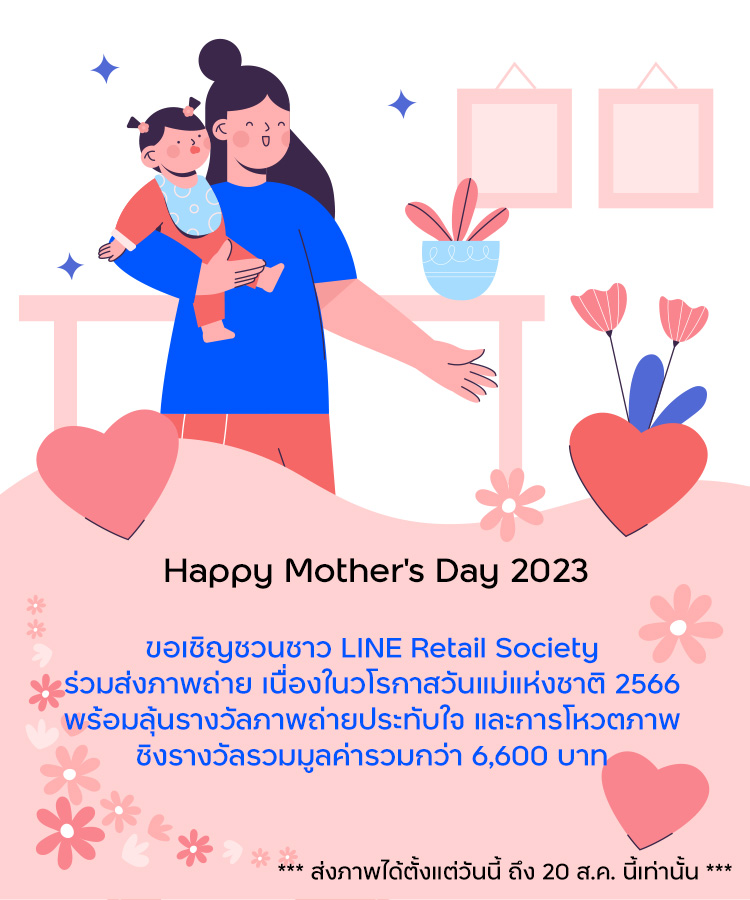 Happy Mother's Day 2023
ขอเชิญชวนชาว LINE Retail Society
ร่วมส่งภาพถ่าย เนื่องในวโรกาสวันแม่แห่งชาติ 2566
พร้อมลุ้นรางวัลภาพถ่ายประทับใจ และการโหวตภาพ
ชิงรางวัลรวมมูลค่ารวมกว่า 6,600 บาท
*** ส่งภาพได้ตั้งแต่วันนี้ ถึง 20 ส.ค. นี้เท่านั้น ***